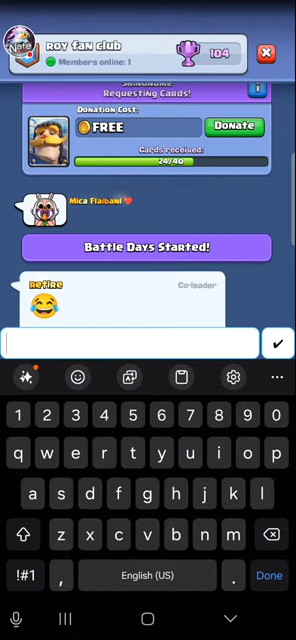 Nate
ROY fan club
Members online: 1
104
Requesting Cards!
Donation Cost:
FREE
Donate
Cards received:
24/40
Mica Flaibani
Battle Days Started!
retire
Co-leader
1 2 3 4 5 6 7 8 9 0
q w e r t y u i o p
a s d f g h j k l
z x c v b n m
!#1 , English (US) . Done